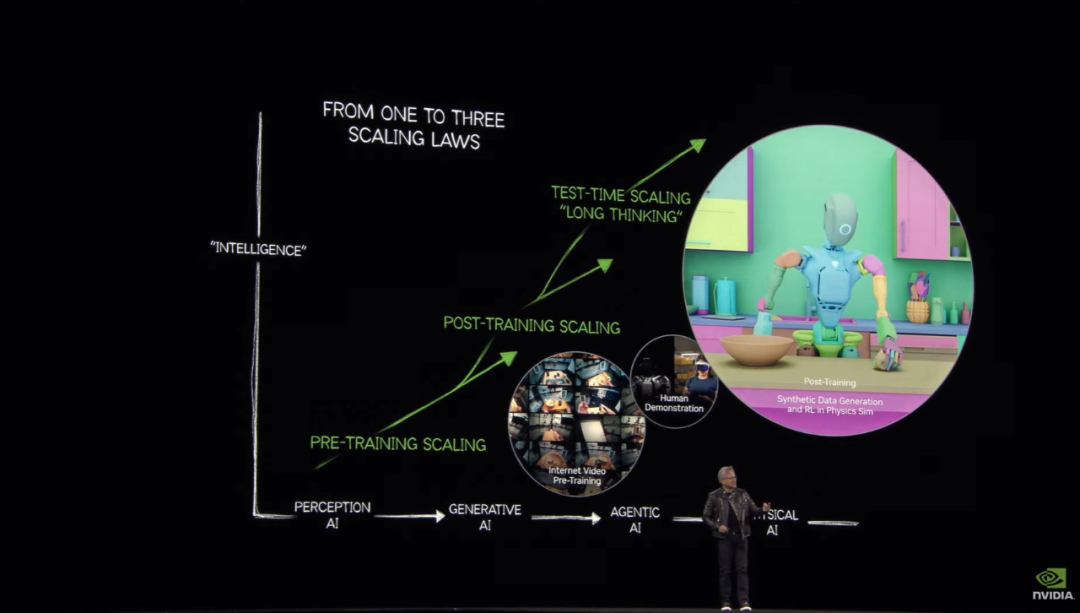 FROM ONE TO THREE
SCALING LAWS
TEST-TIME SCALING
"LONG THINKING"
"INTELLIGENCE"
POST-TRAINING SCALING
PRE-TRAINING SCALING
Internet Video
Pre-Training
Human
Demonstration
Post-Training
Synthetic Data Generation
and RL in Physics Sim
PERCEPTION
AI
GENERATIVE
AI
AGENTIC
AI
YSICAL
AI
NVIDIA